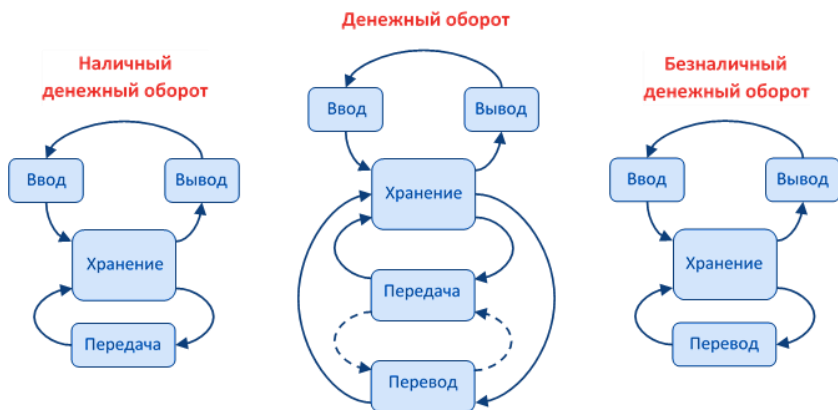 Наличный
денежный оборот
Ввод
Вывод
Хранение
Передача
Денежный оборот
Ввод
Вывод
Хранение
Передача
Перевод
Безналичный
денежный оборот
Ввод
Вывод
Хранение
Перевод